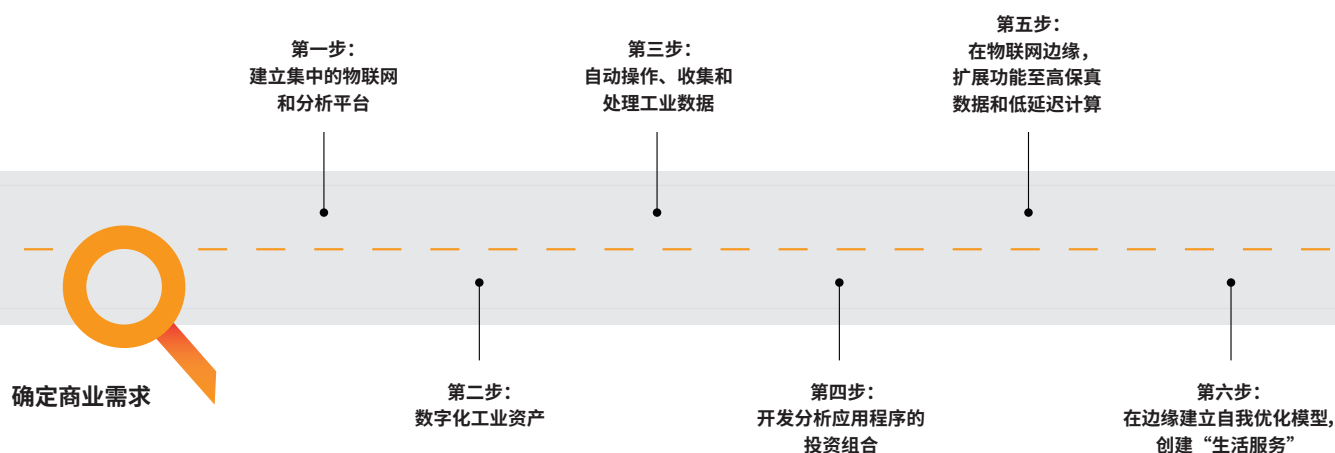 确定商业需求
第一步：
建立集中的物联网
和分析平台
第二步：
数字化工业资产
第三步：
自动操作、收集和
处理工业数据
第四步：
开发分析应用程序的
投资组合
第五步：
在物联网边缘，
扩展功能至高保真
数据和低延迟计算
第六步：
在边缘建立自我优化模型，
创建“生活服务”